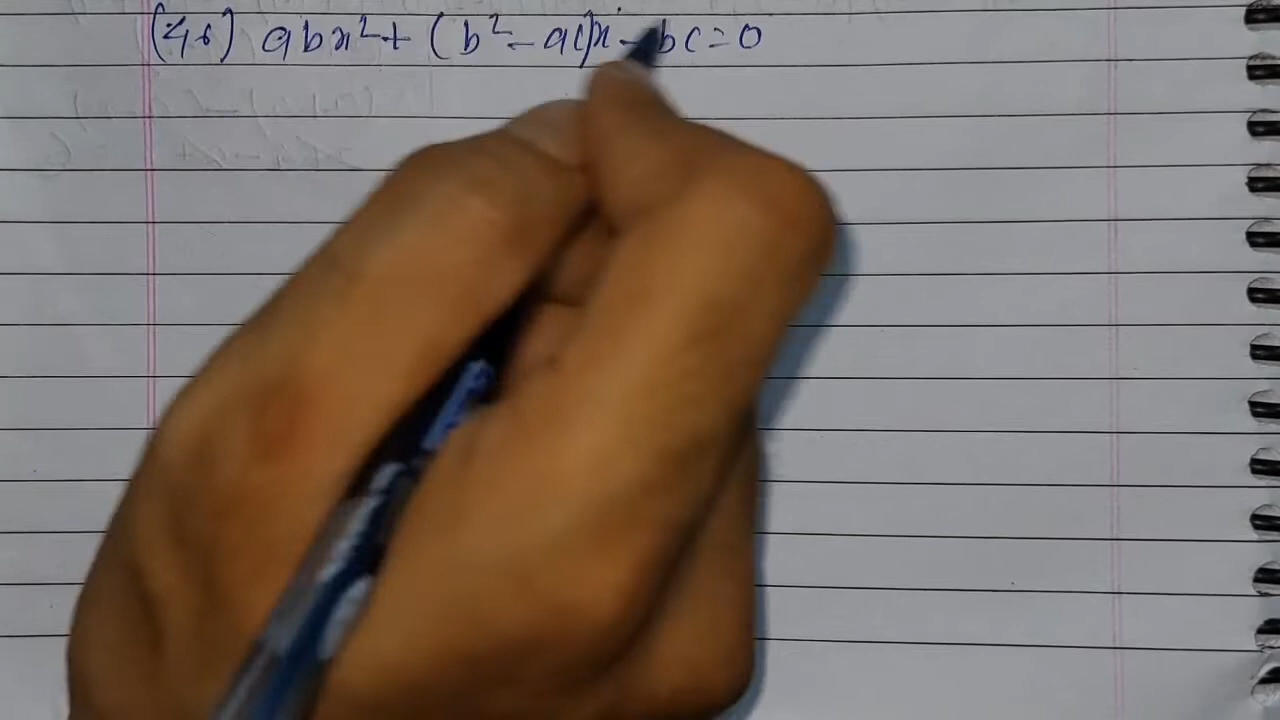 (46) abx² + (b² - ac)x - bc = 0